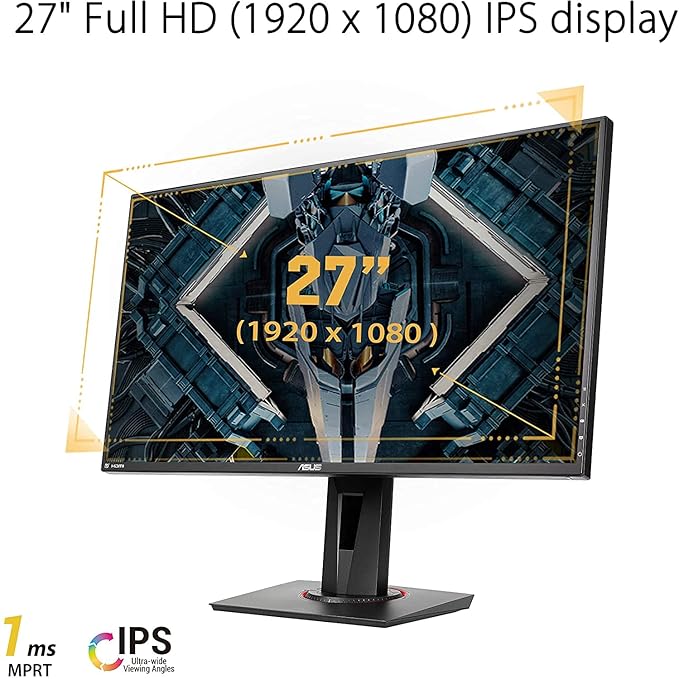 27" Full HD (1920 x 1080) IPS display
27”
(1920 x 1080 )
HDMI
ASUS
1 ms
MPRT
IPS
Ultra-wide
Viewing Angles